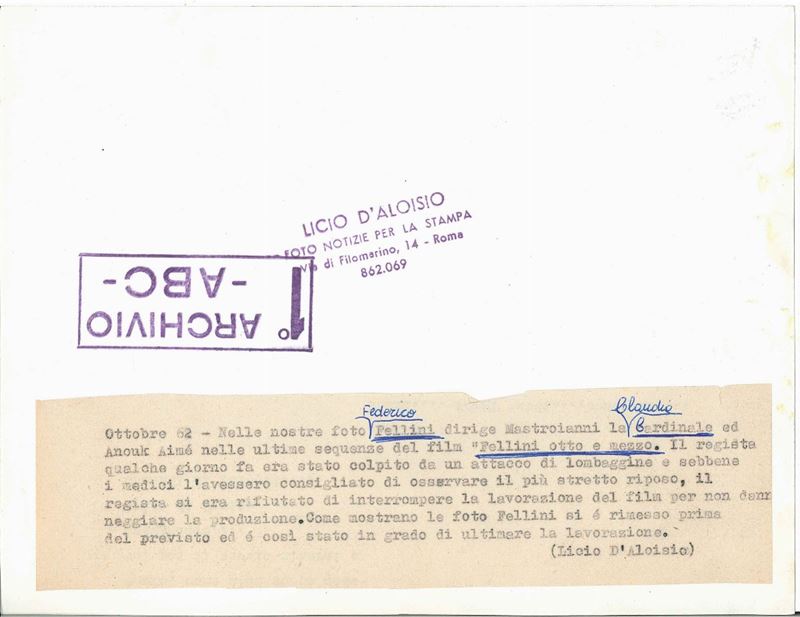 LICIO D'ALOISIO
FOTO NOTIZIE PER LA STAMPA
via di Filomarino, 14 - Roma
862.069
1° ARCHIVIO
-ABC-
Federico
Claudia
Ottobre 62 - Nelle nostre foto Fellini dirige Mastroianni le Cardinale ed
Anouk Aimé nelle ultime sequenze del film "Fellini otto e mezzo. Il regista
qualche giorno fa era stato colpito da un attacco di lombaggine e sebbene
i medici l'avessero consigliato di osservare il più stretto riposo, il
regista si era rifiutato di interrompere la lavorazione del film per non dann
neggiare la produzione.Come mostrano le foto Fellini si é rimesso prima
del previsto ed é così stato in grado di ultimare la lavorazione.
(Licio D'Aloisio)